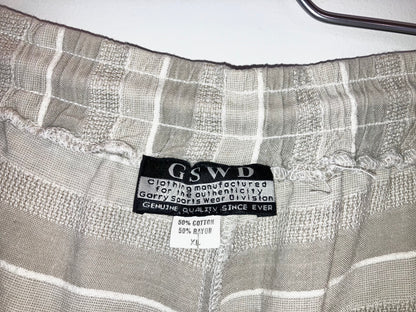 GSWD
Clothing manufactured
for the authenticity
Garry Sports Wear Division
GENUINE QUALITY SINCE EVER
50% COTTON
50% RAYON
XL